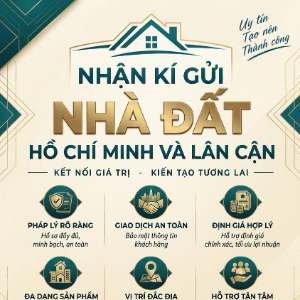 Uy tín
Tạo nên
Thành công
NHẬN KÍ GỬI
NHÀ ĐẤT
HỒ CHÍ MINH VÀ LÂN CẬN
KẾT NỐI GIÁ TRỊ - KIẾN TẠO TƯƠNG LAI
PHÁP LÝ RÕ RÀNG
Hồ sơ đầy đủ,
minh bạch, an toàn
GIAO DỊCH AN TOÀN
Bảo mật thông tin
khách hàng
ĐỊNH GIÁ HỢP LÝ
Hỗ trợ định giá
chính xác, tối ưu lợi nhuận
ĐA DẠNG SẢN PHẨM
VỊ TRÍ ĐẮC ĐỊA
HỖ TRỢ TẬN TÂM